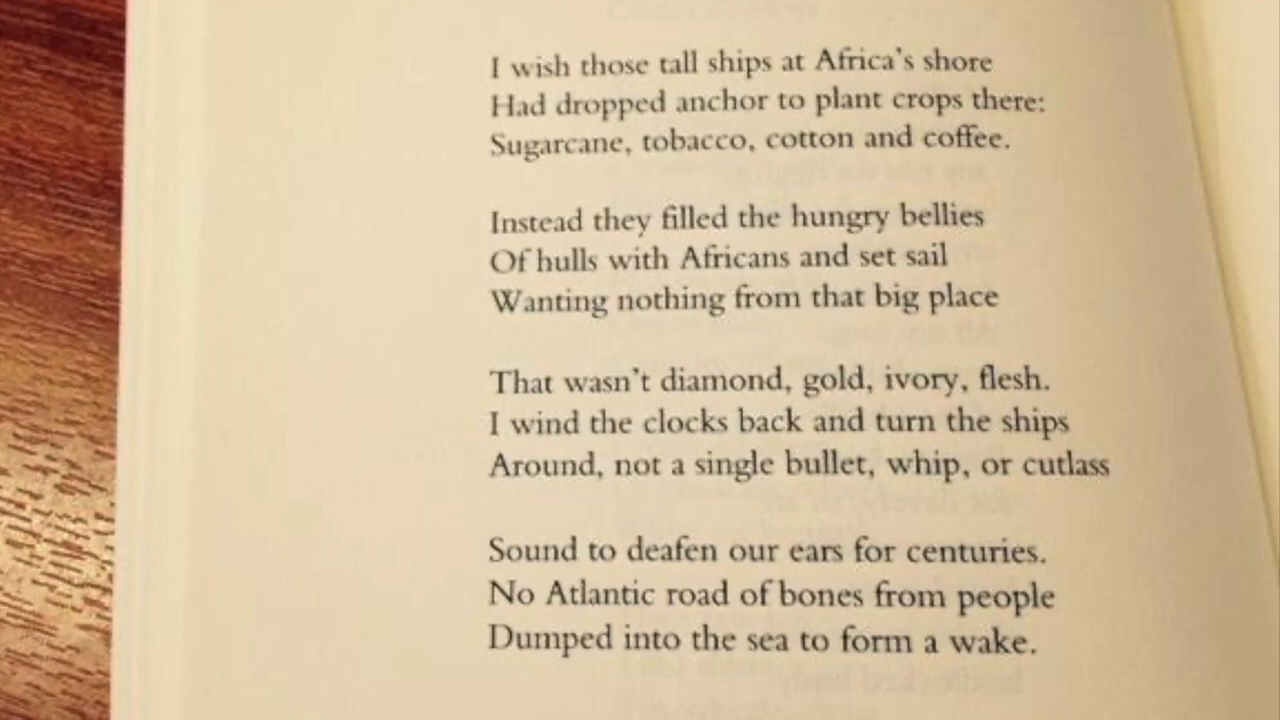 I wish those tall ships at Africa's shore
Had dropped anchor to plant crops there:
Sugarcane, tobacco, cotton and coffee.
Instead they filled the hungry bellies
Of hulls with Africans and set sail
Wanting nothing from that big place
That wasn't diamond, gold, ivory, flesh.
I wind the clocks back and turn the ships
Around, not a single bullet, whip, or cutlass
Sound to deafen our ears for centuries.
No Atlantic road of bones from people
Dumped into the sea to form a wake.